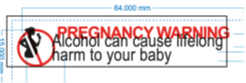 64.000 mm
PREGNANCY WARNING
Alcohol can cause lifelong
harm to your baby